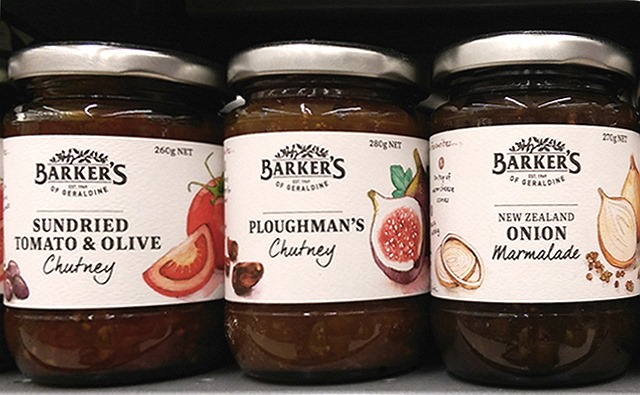 260g NET
BARKER'S
EST. 1969
OF GERALDINE
SUNDRIED
TOMATO & OLIVE
Chutney
280g NET
BARKER'S
EST. 1969
OF GERALDINE
PLOUGHMAN'S
Chutney
270g NET
BARKER'S
EST. 1969
OF GERALDINE
NEW ZEALAND
ONION
Marmalade